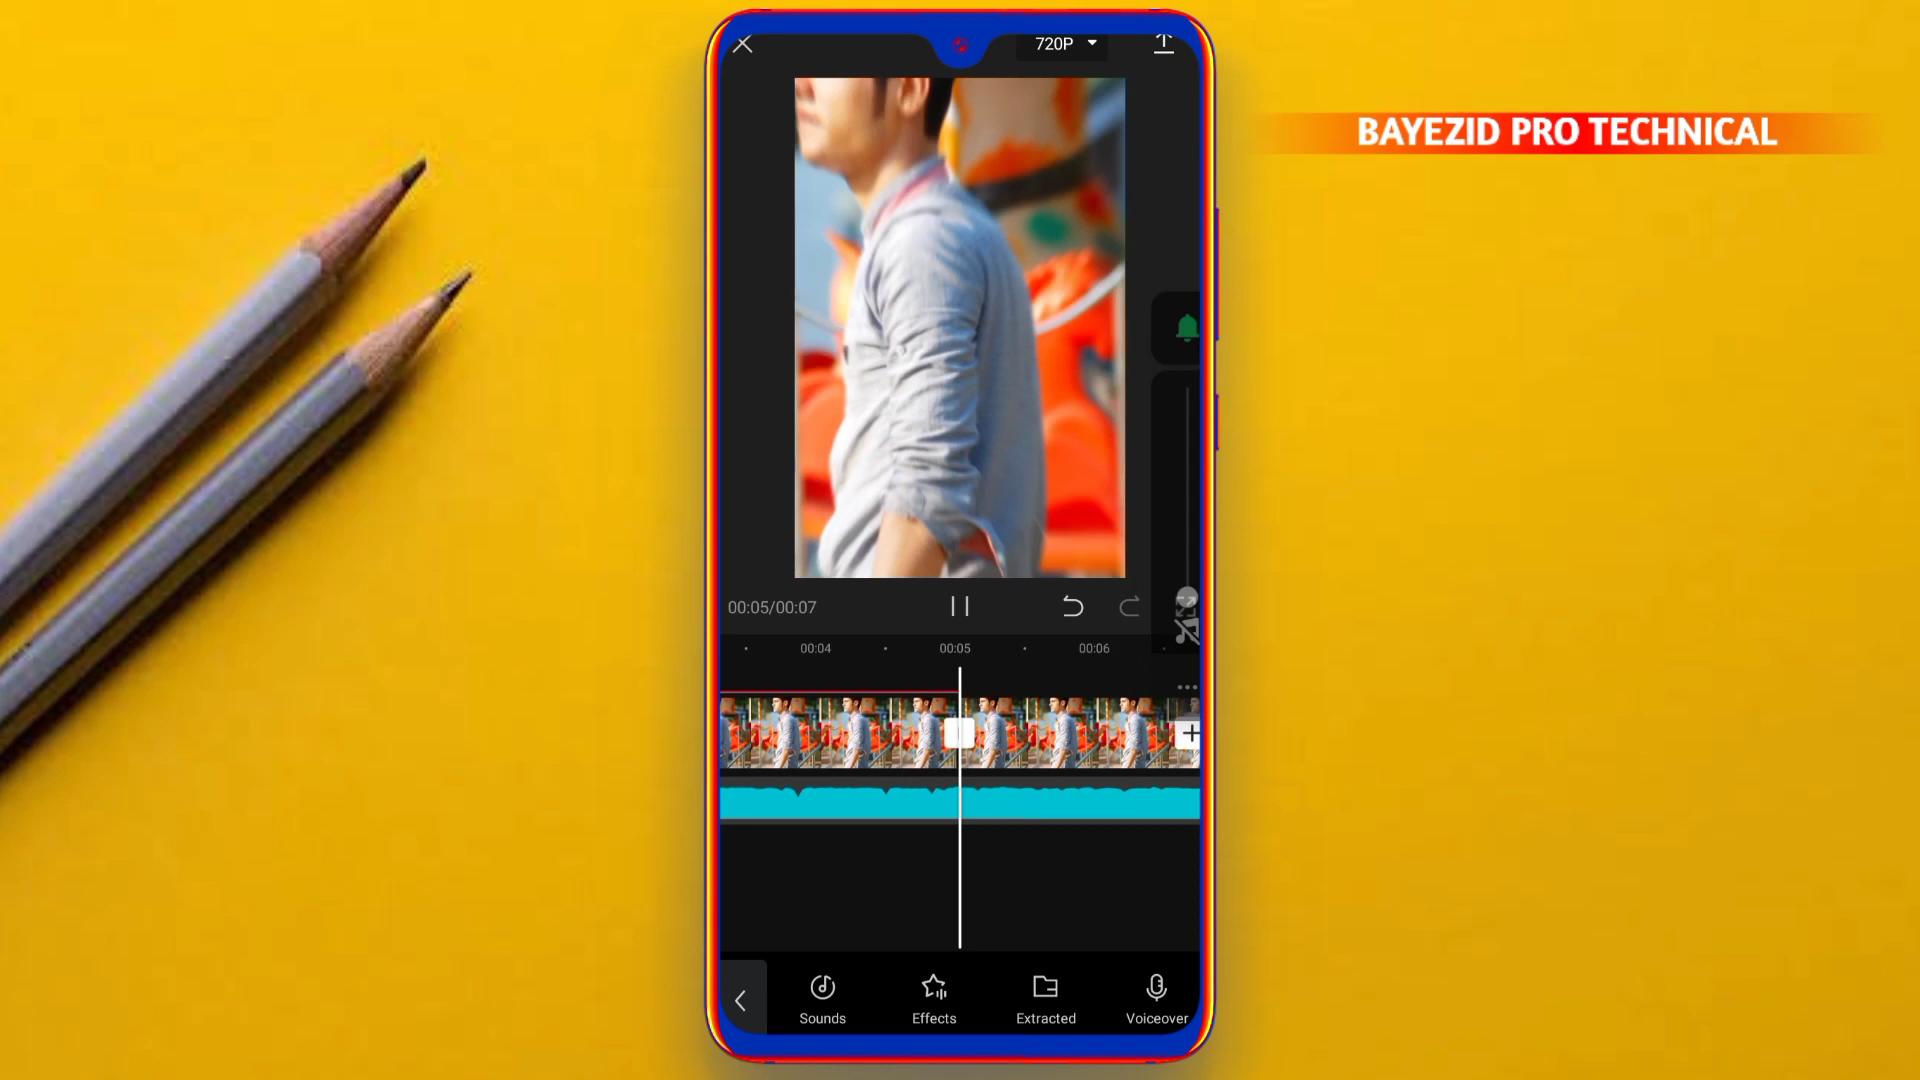 720P
BAYEZID PRO TECHNICAL
00:05/00:07
00:04
00:05
00:06
Sounds
Effects
Extracted
Voiceover